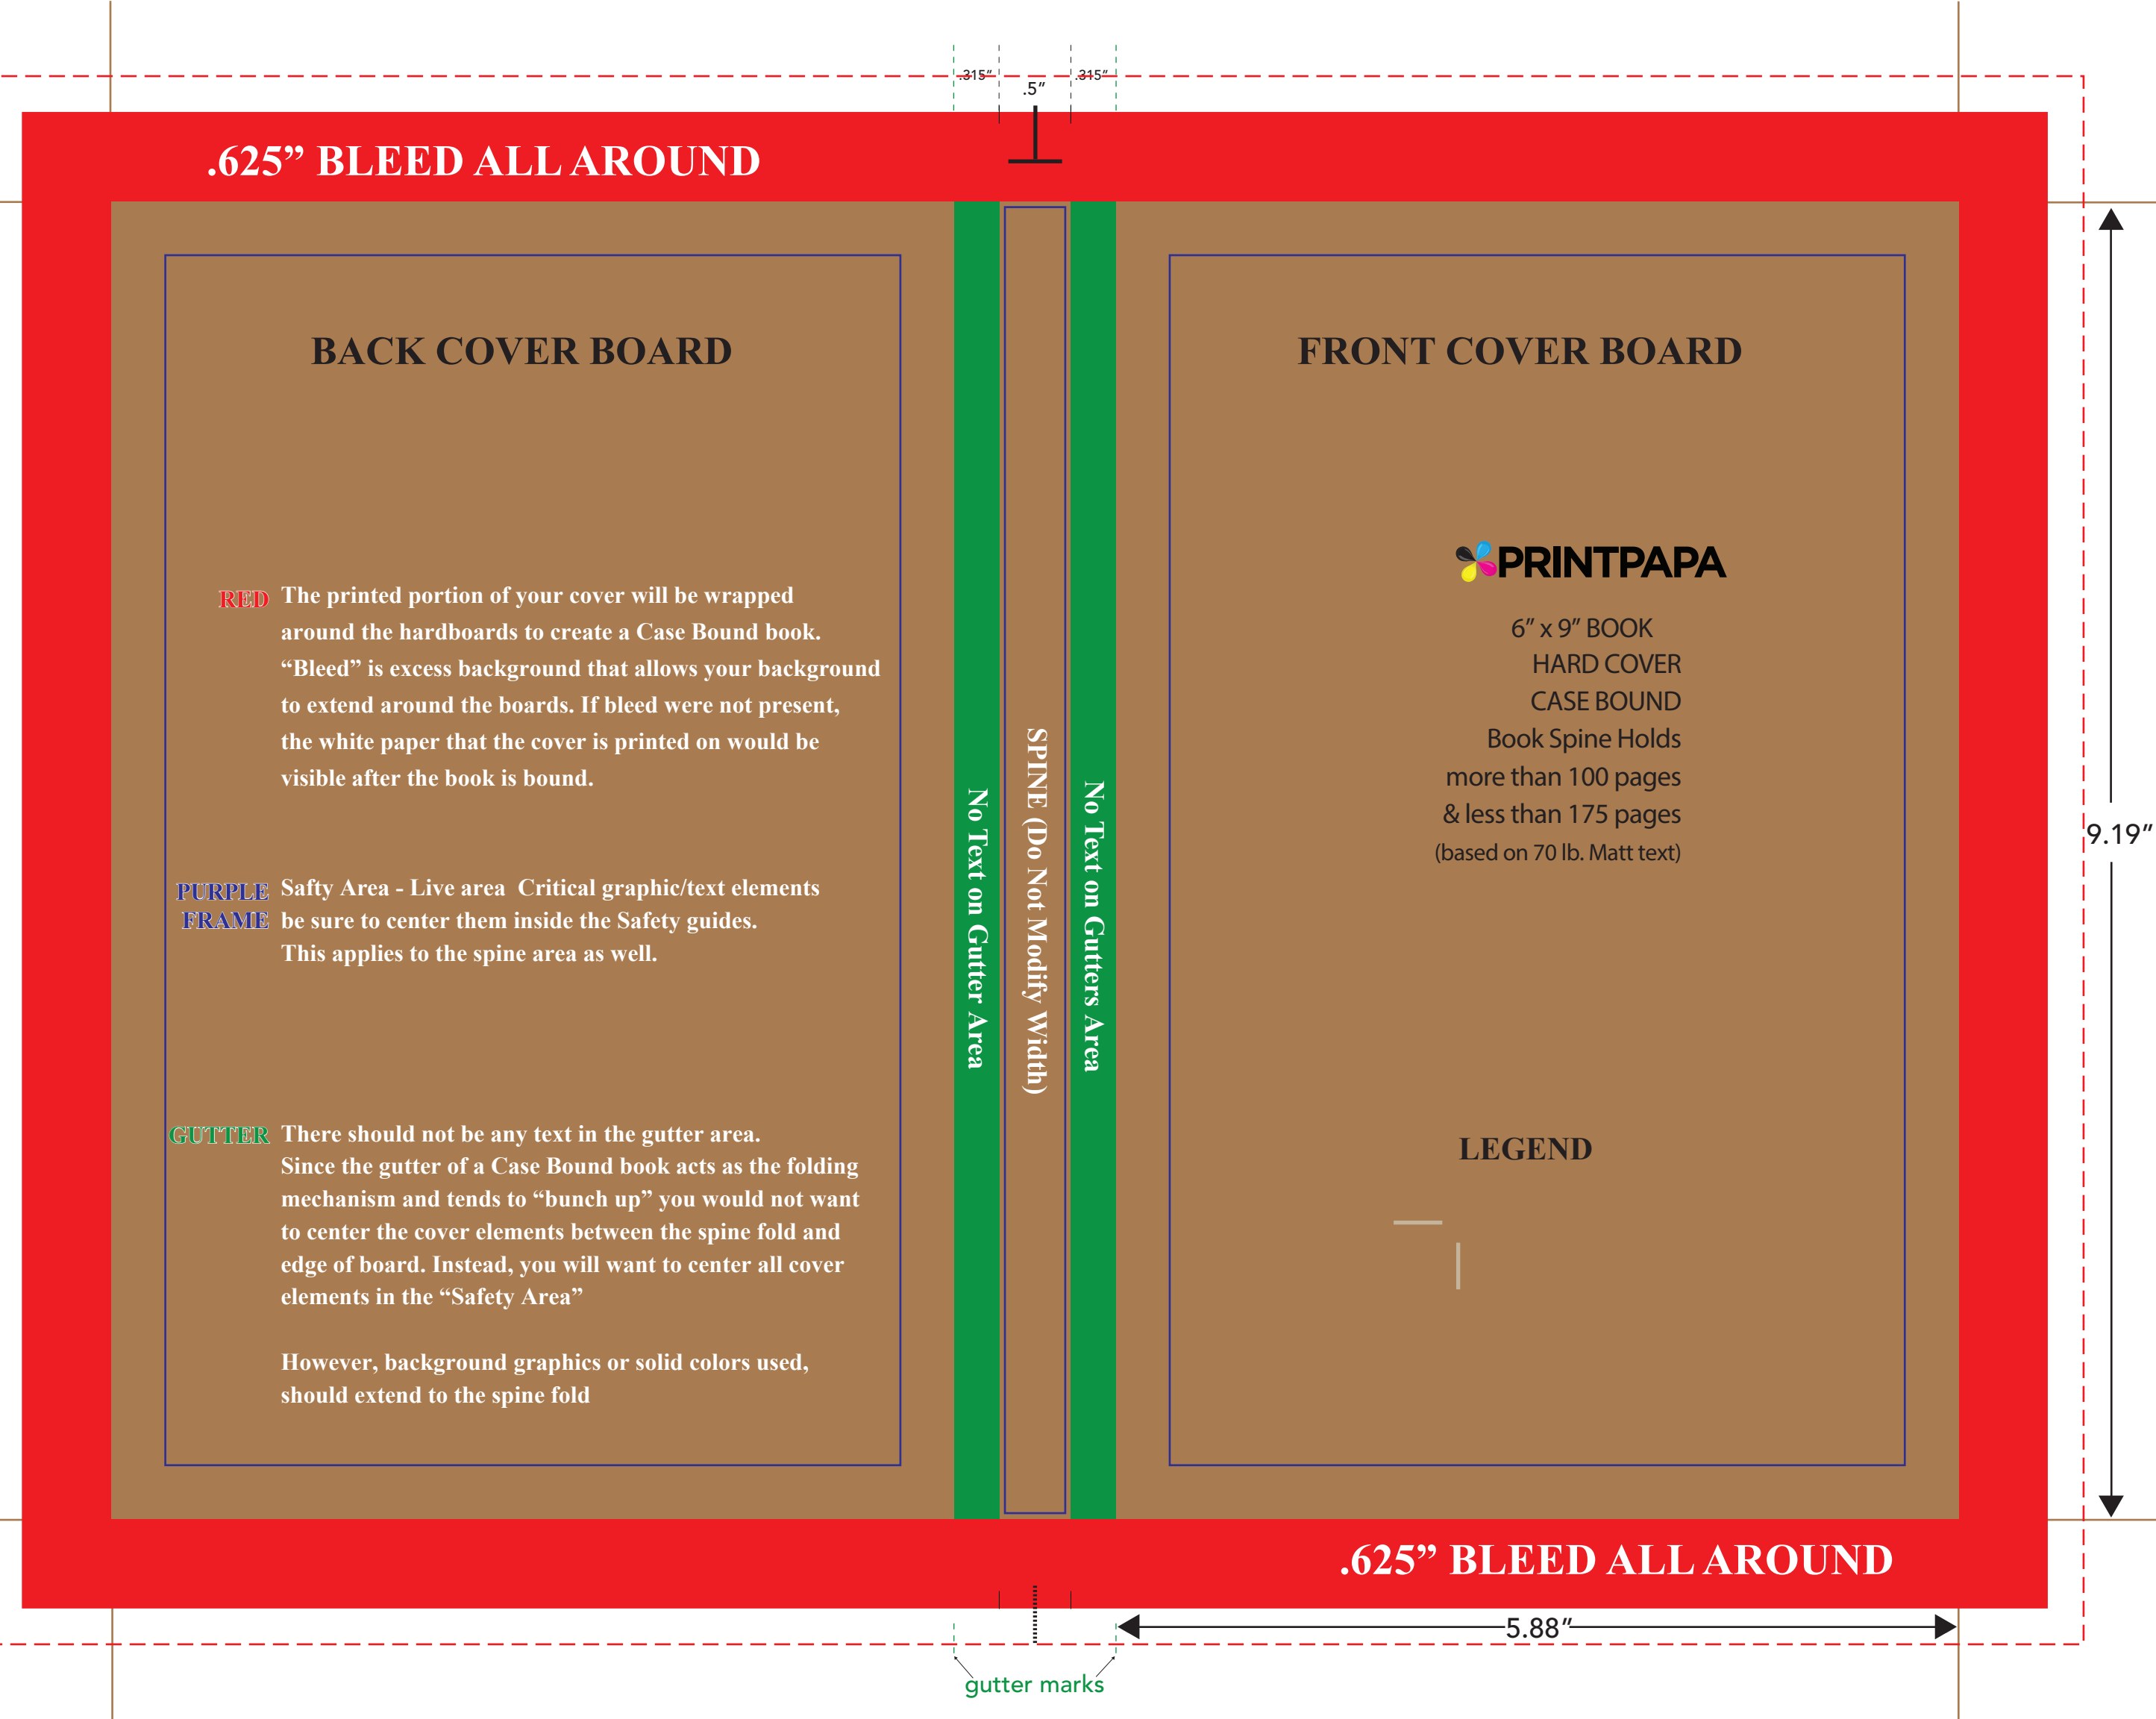 .315” .315”
.5”
.625” BLEED ALL AROUND
BACK COVER BOARD
RED
The printed portion of your cover will be wrapped
around the hardboards to create a Case Bound book.
“Bleed” is excess background that allows your background
to extend around the boards. If bleed were not present,
the white paper that the cover is printed on would be
visible after the book is bound.
PURPLE
FRAME
Safty Area - Live area  Critical graphic/text elements
be sure to center them inside the Safety guides.
This applies to the spine area as well.
GUTTER
There should not be any text in the gutter area.
Since the gutter of a Case Bound book acts as the folding
mechanism and tends to “bunch up” you would not want
to center the cover elements between the spine fold and
edge of board. Instead, you will want to center all cover
elements in the “Safety Area”
However, background graphics or solid colors used,
should extend to the spine fold
No Text on Gutter Area
SPINE (Do Not Modify Width)
No Text on Gutters Area
FRONT COVER BOARD
PRINTPAPA
6” x 9” BOOK
HARD COVER
CASE BOUND
Book Spine Holds
more than 100 pages
& less than 175 pages
(based on 70 lb. Matt text)
LEGEND
9.19”
.625” BLEED ALL AROUND
5.88”
gutter marks